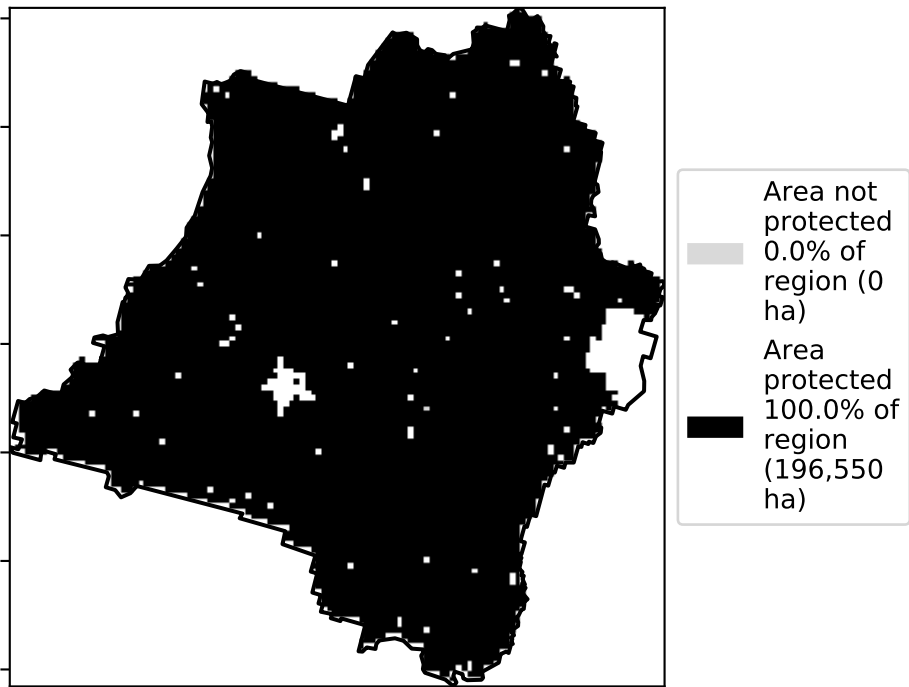 Area not
protected
0.0% of
region (0
ha)
Area
protected
100.0% of
region
(196,550
ha)